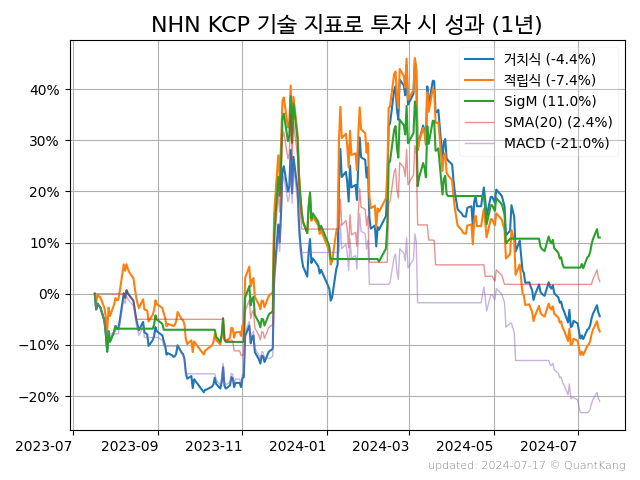 NHN KCP 기술 지표로 투자 시 성과 (1년)
거치식 (-4.4%)
적립식 (-7.4%)
SigM (11.0%)
SMA(20) (2.4%)
MACD (-21.0%)
40%
30%
20%
10%
0%
−10%
−20%
2023-07 2023-09 2023-11 2024-01 2024-03 2024-05 2024-07
updated: 2024-07-17 © QuantKang